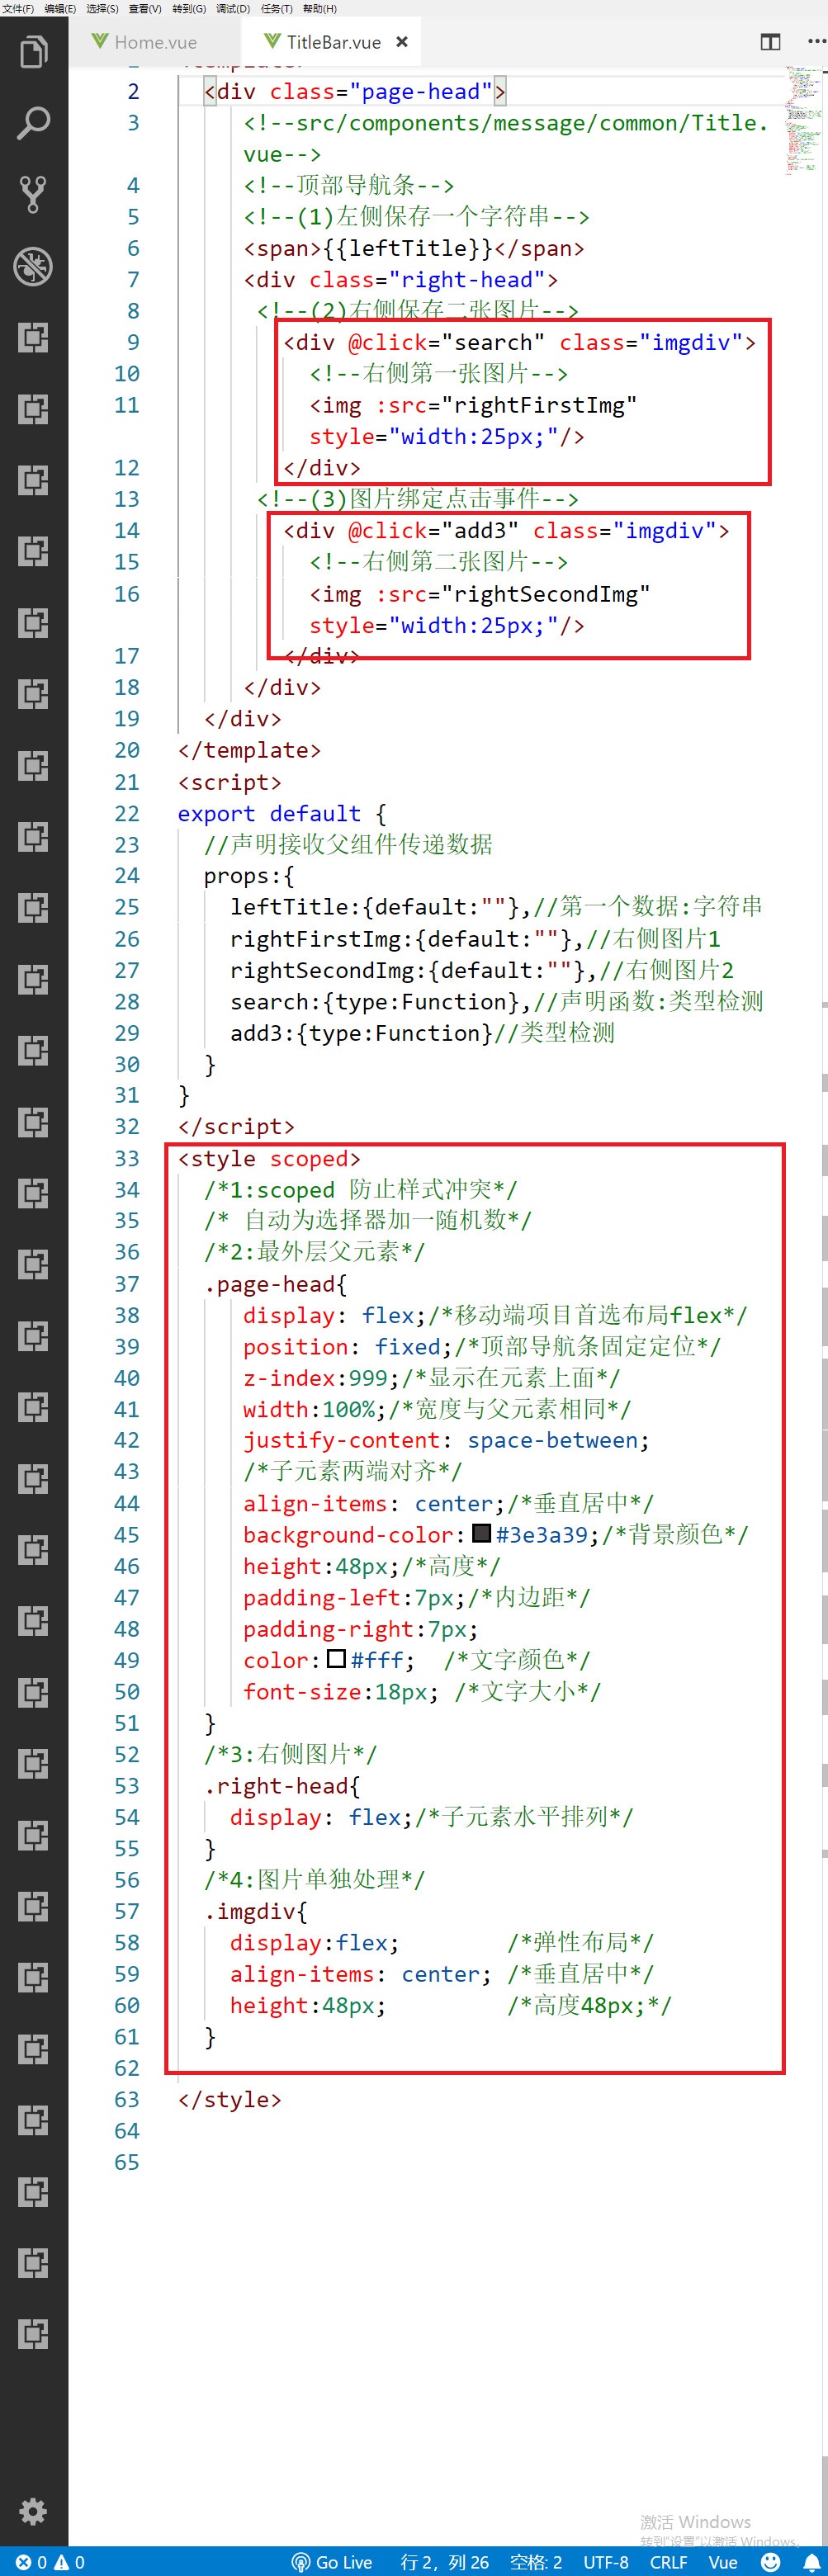 文件(F) 编辑(E) 选择(S) 查看(V) 转到(G) 调试(D) 任务(T) 帮助(H)
Home.vue TitleBar.vue ×
2 <div class="page-head">
3 <!--src/components/message/common/Title.
vue-->
4 <!--顶部导航条-->
5 <!--(1)左侧保存一个字符串-->
6 <span>{{leftTitle}}</span>
7 <div class="right-head">
8 <!--(2)右侧保存二张图片-->
9 <div @click="search" class="imgdiv">
10 <!--右侧第一张图片-->
11 <img :src="rightFirstImg"
style="width:25px;"/>
12 </div>
13 <!--(3)图片绑定点击事件-->
14 <div @click="add3" class="imgdiv">
15 <!--右侧第二张图片-->
16 <img :src="rightSecondImg"
style="width:25px;"/>
17 </div>
18 </div>
19 </div>
20 </template>
21 <script>
22 export default {
23 //声明接收父组件传递数据
24 props:{
25 leftTitle:{default:""},//第一个数据:字符串
26 rightFirstImg:{default:""},//右侧图片1
27 rightSecondImg:{default:""},//右侧图片2
28 search:{type:Function},//声明函数:类型检测
29 add3:{type:Function}//类型检测
30 }
31 }
32 </script>
33 <style scoped>
34 /*1:scoped 防止样式冲突*/
35 /* 自动为选择器加一随机数*/
36 /*2:最外层父元素*/
37 .page-head{
38 display: flex;/*移动端项目首选布局flex*/
39 position: fixed;/*顶部导航条固定定位*/
40 z-index:999;/*显示在元素上面*/
41 width:100%;/*宽度与父元素相同*/
42 justify-content: space-between;
43 /*子元素两端对齐*/
44 align-items: center;/*垂直居中*/
45 background-color:#3e3a39;/*背景颜色*/
46 height:48px;/*高度*/
47 padding-left:7px;/*内边距*/
48 padding-right:7px;
49 color:#fff; /*文字颜色*/
50 font-size:18px; /*文字大小*/
51 }
52 /*3:右侧图片*/
53 .right-head{
54 display: flex;/*子元素水平排列*/
55 }
56 /*4:图片单独处理*/
57 .imgdiv{
58 display:flex; /*弹性布局*/
59 align-items: center; /*垂直居中*/
60 height:48px; /*高度48px;*/
61 }
62
63 </style>
64
65
激活 Windows
转到"设置"以激活 Windows。
0 0 Go Live 行 2，列 26 空格: 2 UTF-8 CRLF Vue